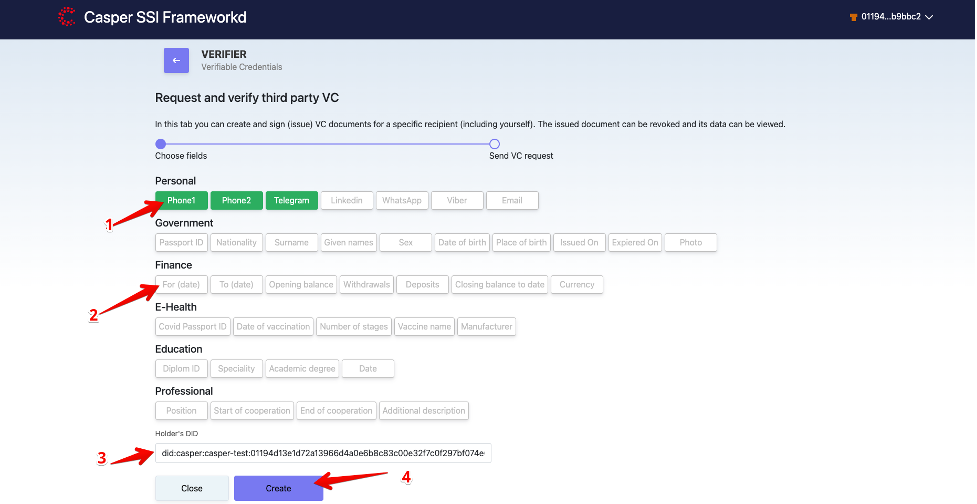 Casper SSI Frameworkd
01194...b9bbc2
VERIFIER
Verifiable Credentials
Request and verify third party VC
In this tab you can create and sign (issue) VC documents for a specific recipient (including yourself). The issued document can be revoked and its data can be viewed.
Choose fields Send VC request
Personal
Phone1 Phone2 Telegram Linkedin WhatsApp Viber Email
1
Government
Passport ID Nationality Surname Given names Sex Date of birth Place of birth Issued On Expiered On Photo
Finance
For (date) To (date) Opening balance Withdrawals Deposits Closing balance to date Currency
2
E-Health
Covid Passport ID Date of vaccination Number of stages Vaccine name Manufacturer
Education
Diplom ID Speciality Academic degree Date
Professional
Position Start of cooperation End of cooperation Additional description
Holder's DID
3 did:casper:casper-test:01194d13e1d72a13966d4a0e6b8c83c00e32f7c0f297bf074e
4
Close Create